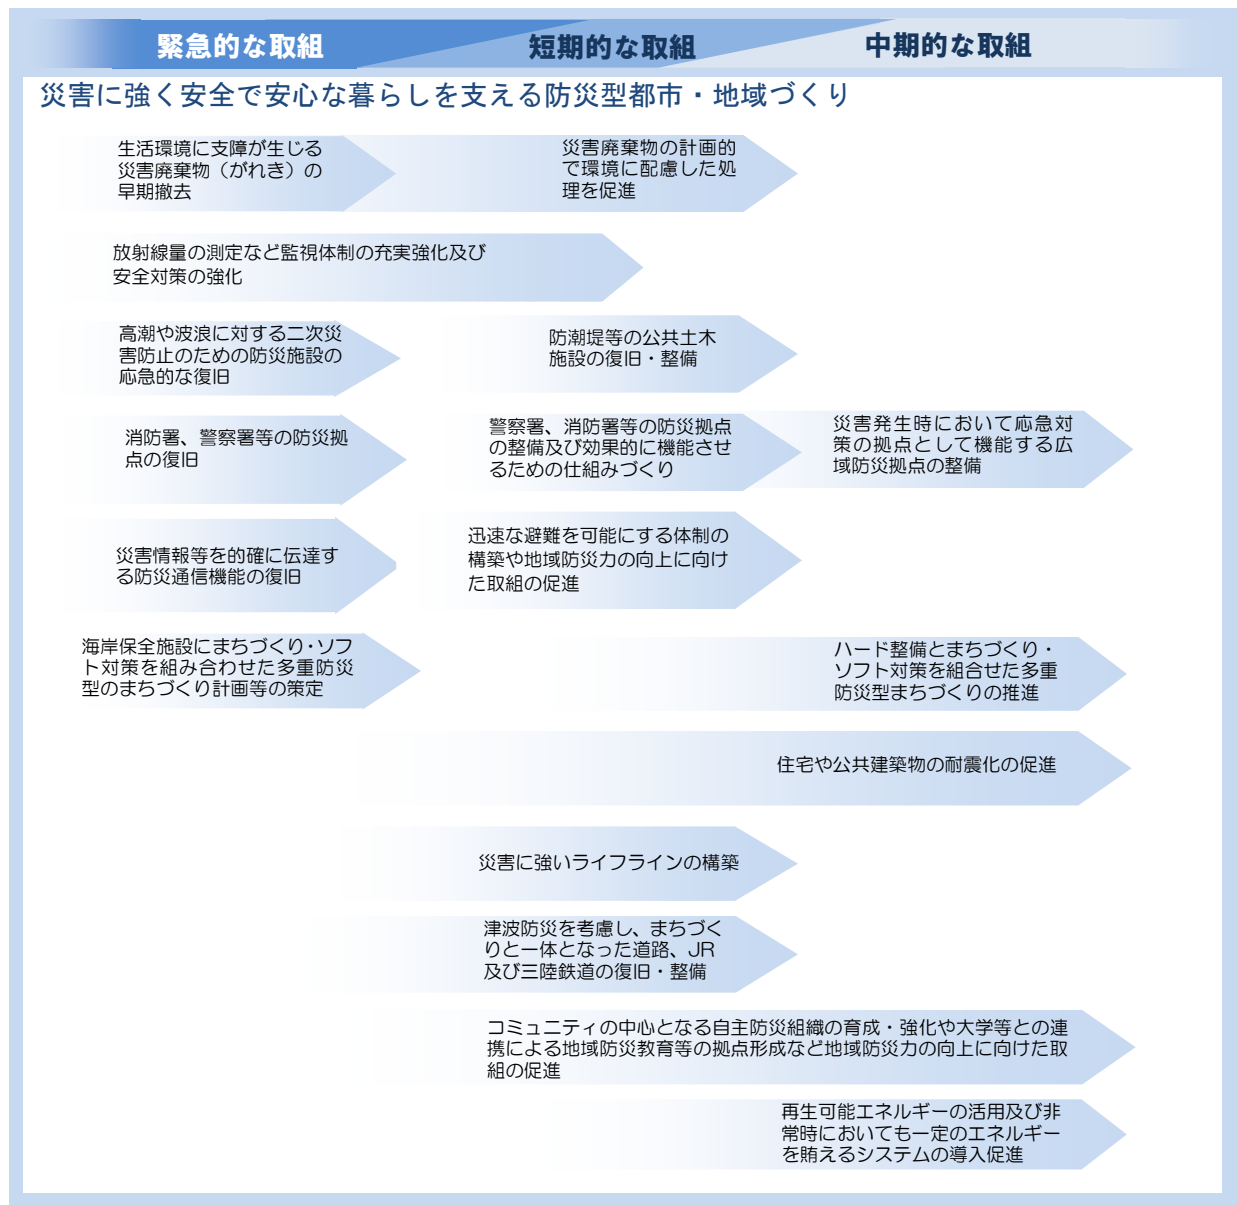 緊急的な取組
短期的な取組
中期的な取組
災害に強く安全で安心な暮らしを支える防災型都市・地域づくり
生活環境に支障が生じる
災害廃棄物（がれき）の
早期撤去
災害廃棄物の計画的
で環境に配慮した処
理を促進
放射線量の測定など監視体制の充実強化及び
安全対策の強化
高潮や波浪に対する二次災
害防止のための防災施設の
応急的な復旧
防潮堤等の公共土木
施設の復旧・整備
消防署、警察署等の防災拠
点の復旧
警察署、消防署等の防災拠点
の整備及び効果的に機能させ
るための仕組みづくり
災害発生時において応急対
策の拠点として機能する広
域防災拠点の整備
災害情報等を的確に伝達す
る防災通信機能の復旧
迅速な避難を可能にする体制の
構築や地域防災力の向上に向け
た取組の促進
海岸保全施設にまちづくり・ソフ
ト対策を組み合わせた多重防災
型のまちづくり計画等の策定
ハード整備とまちづくり・
ソフト対策を組合せた多重
防災型まちづくりの推進
住宅や公共建築物の耐震化の促進
災害に強いライフラインの構築
津波防災を考慮し、まちづく
りと一体となった道路、JR
及び三陸鉄道の復旧・整備
コミュニティの中心となる自主防災組織の育成・強化や大学等との連
携による地域防災教育等の拠点形成など地域防災力の向上に向けた取
組の促進
再生可能エネルギーの活用及び非
常時においても一定のエネルギー
を賄えるシステムの導入促進